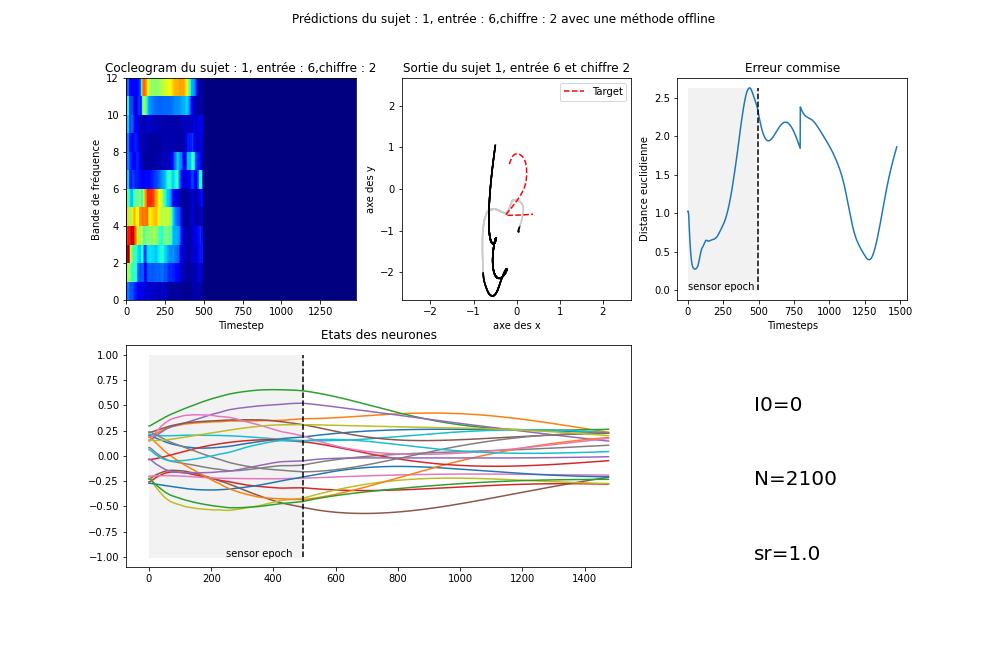 Prédictions du sujet : 1, entrée : 6,chiffre : 2 avec une méthode offline
Cocleogram du sujet : 1, entrée : 6,chiffre : 2
12
10
8
6
4
2
0
Bande de fréquence
0 250 500 750 1000 1250
Timestep
Sortie du sujet 1, entrée 6 et chiffre 2
Target
2
1
0
−1
−2
axe des y
−2 −1 0 1 2
axe des x
Erreur commise
2.5
2.0
1.5
1.0
0.5
0.0
Distance euclidienne
sensor epoch
0 250 500 750 1000 1250 1500
Timesteps
Etats des neurones
1.00
0.75
0.50
0.25
0.00
−0.25
−0.50
−0.75
−1.00
sensor epoch
0 200 400 600 800 1000 1200 1400
I0=0
N=2100
sr=1.0